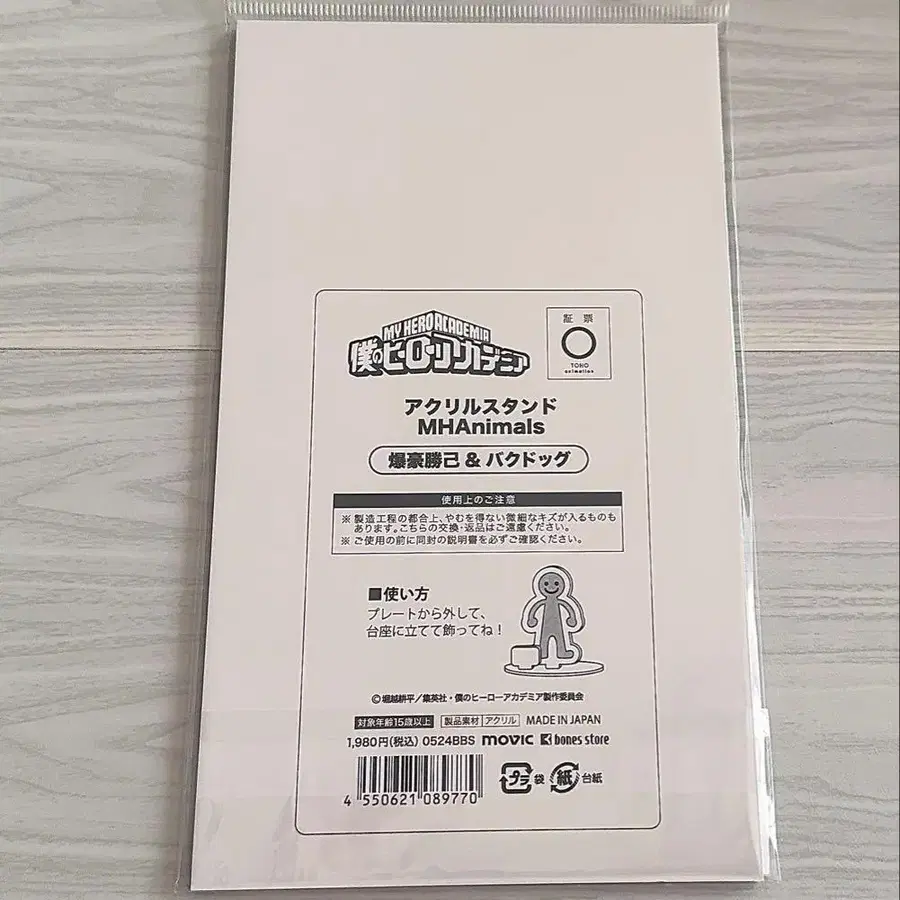 MY HERO ACADEMIA
僕のヒーローアカデミア
証 票
TOHO
animation
アクリルスタンド
MHAnimals
爆豪勝己 & バクドッグ
使用上のご注意
※ 製造工程の都合上、やむを得ない微細なキズが入るものも
あります。こちらの交換・返品はご遠慮ください。
※ ご使用の前に同封の説明書を必ずご確認ください。
■使い方
プレートから外して、
台座に立てて飾ってね!
©堀越耕平/集英社・僕のヒーローアカデミア製作委員会
対象年齢15歳以上 製品素材 アクリル MADE IN JAPAN
1,980円(税込) 0524BBS movic bones store
4 550621 089770
プラ 袋 紙 台紙